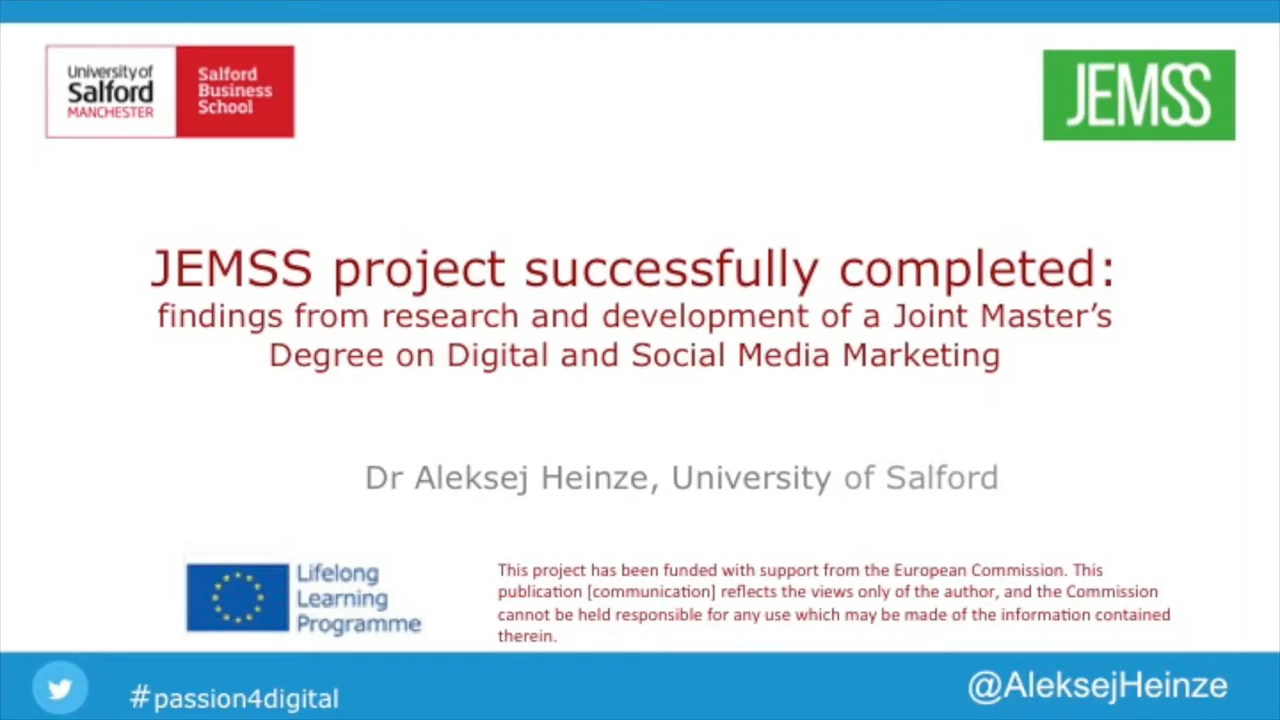 University of
Salford
MANCHESTER
Salford
Business
School
JEMSS
JEMSS project successfully completed:
findings from research and development of a Joint Master’s
Degree on Digital and Social Media Marketing
Dr Aleksej Heinze, University of Salford
Lifelong
Learning
Programme
This project has been funded with support from the European Commission. This
publication [communication] reflects the views only of the author, and the Commission
cannot be held responsible for any use which may be made of the information contained
therein.
#passion4digital
@AleksejHeinze